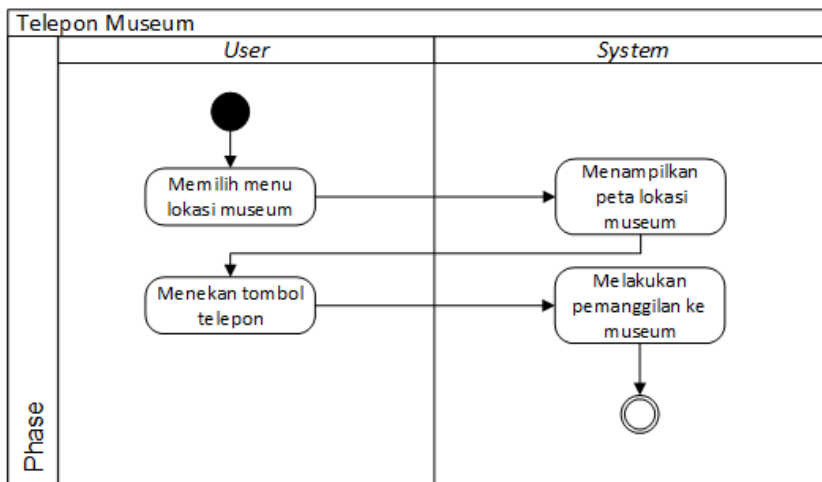 Telepon Museum
User
System
Memilih menu
lokasi museum
Menampilkan
peta lokasi
museum
Menekan tombol
telepon
Melakukan
pemanggilan ke
museum
Phase